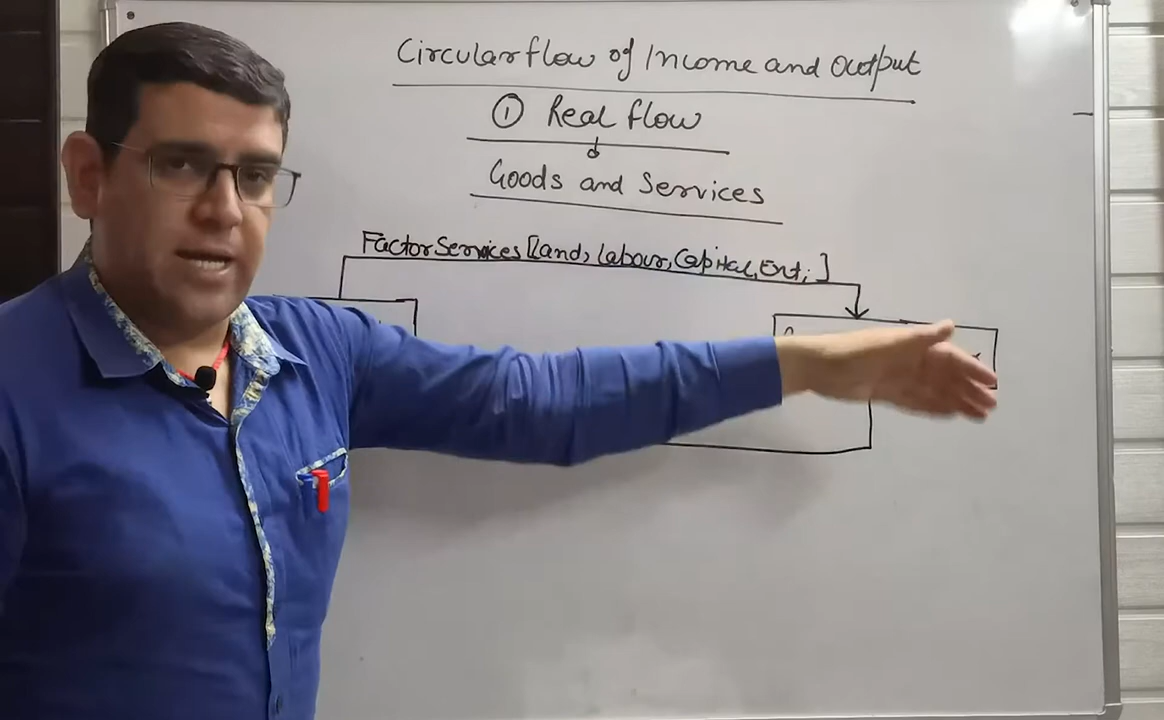 Circular flow of Income and Output
① Real flow
Goods and Services
Factor Services [land, labour, Capital, Ent; ]